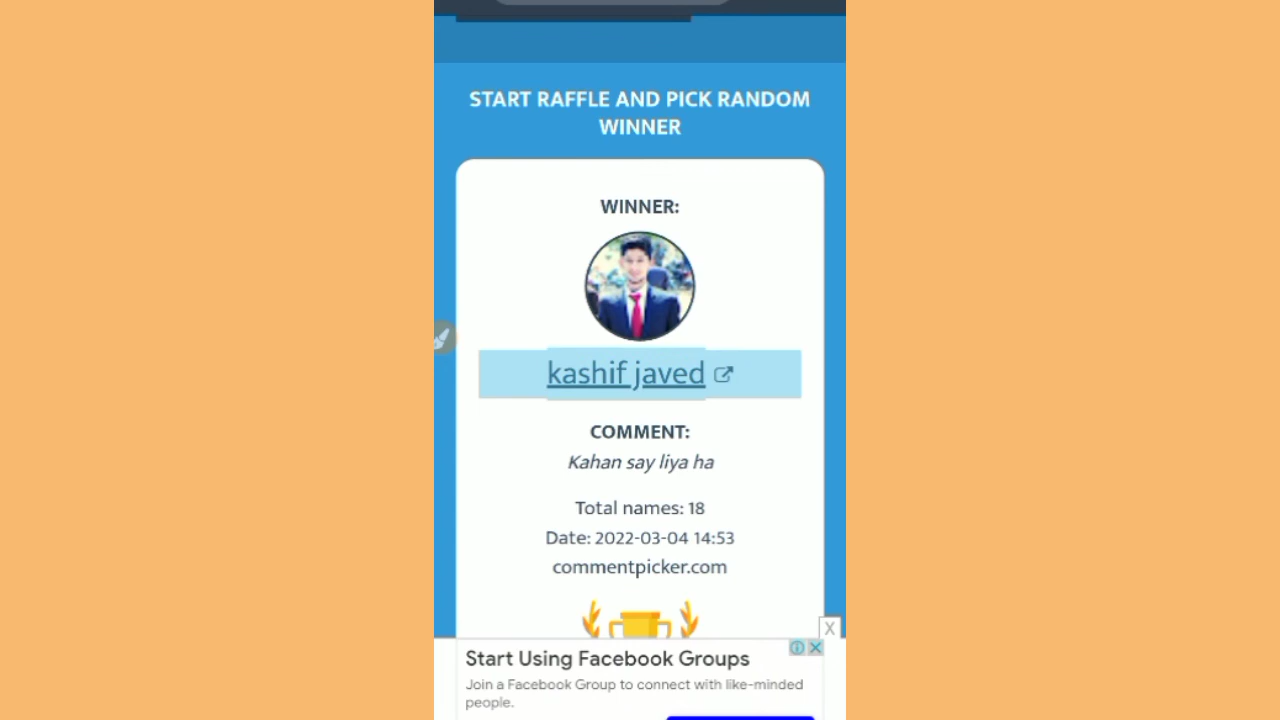 START RAFFLE AND PICK RANDOM
WINNER
WINNER:
kashif javed
COMMENT:
Kahan say liya ha
Total names: 18
Date: 2022-03-04 14:53
commentpicker.com
X
Start Using Facebook Groups
Join a Facebook Group to connect with like-minded
people.